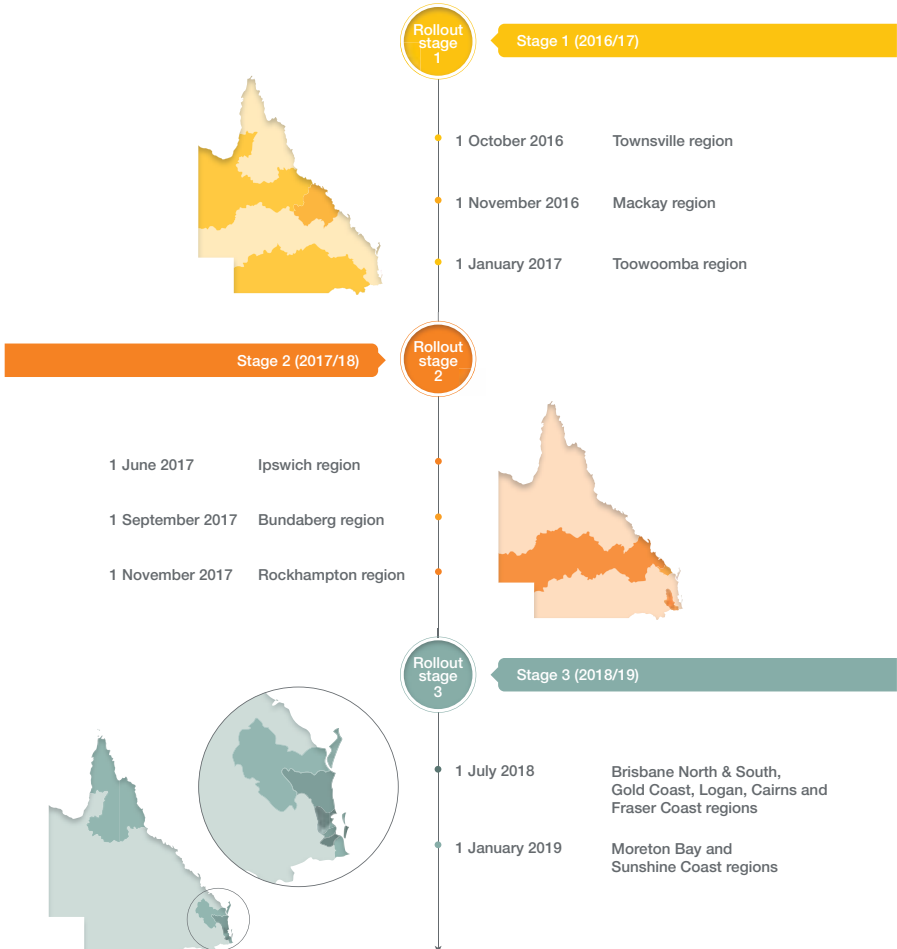 Rollout
stage
1
Stage 1 (2016/17)
1 October 2016 Townsville region
1 November 2016 Mackay region
1 January 2017 Toowoomba region
Stage 2 (2017/18)
Rollout
stage
2
1 June 2017 Ipswich region
1 September 2017 Bundaberg region
1 November 2017 Rockhampton region
Rollout
stage
3
Stage 3 (2018/19)
1 July 2018 Brisbane North & South,
Gold Coast, Logan, Cairns and
Fraser Coast regions
1 January 2019 Moreton Bay and
Sunshine Coast regions